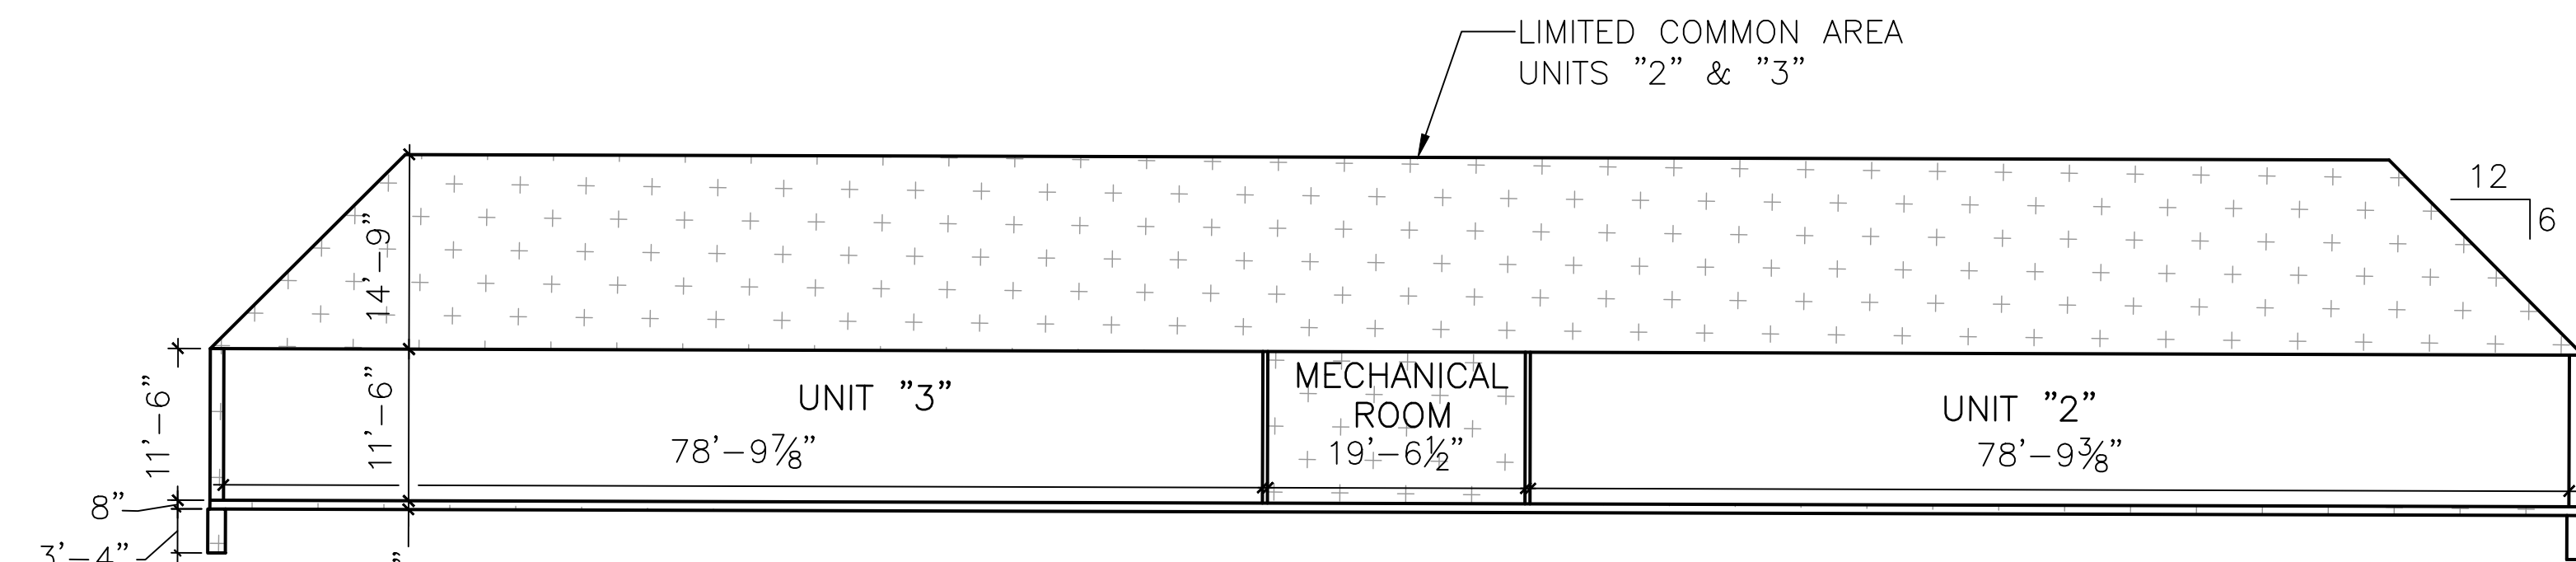 LIMITED COMMON AREA
UNITS "2" & "3"
12
6
14'-9"
11'-6"
11'-6"
UNIT "3"
78'-9⅞"
MECHANICAL
ROOM
19'-6½"
UNIT "2"
78'-9⅜"
8"
3'-4"